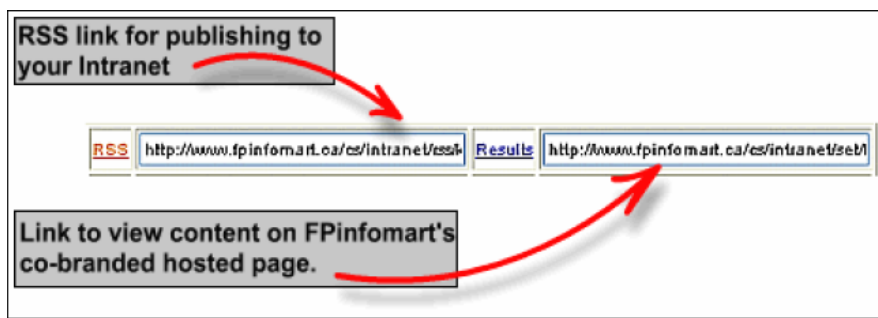 RSS link for publishing to
your Intranet
RSS http://www.fpinfomart.ca/cs/intranet/rss/ Results http://www.fpinfomart.ca/cs/intranet/set/
Link to view content on FPinfomart's
co-branded hosted page.